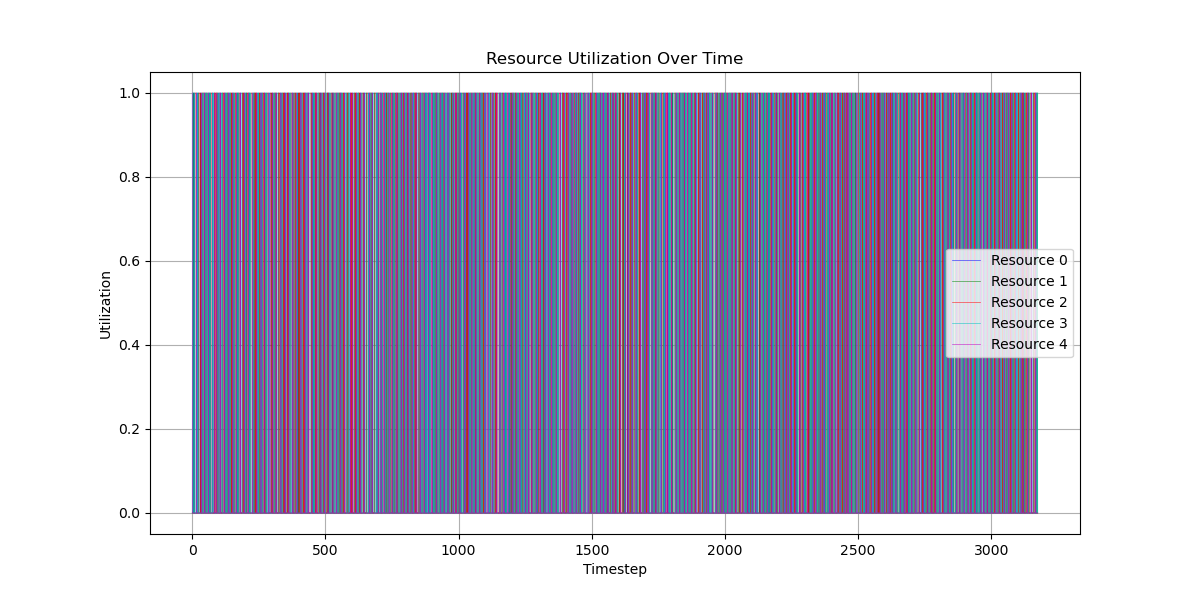 Resource Utilization Over Time
1.0
0.8
0.6
0.4
0.2
0.0
Utilization
Resource 0
Resource 1
Resource 2
Resource 3
Resource 4
0 500 1000 1500 2000 2500 3000
Timestep